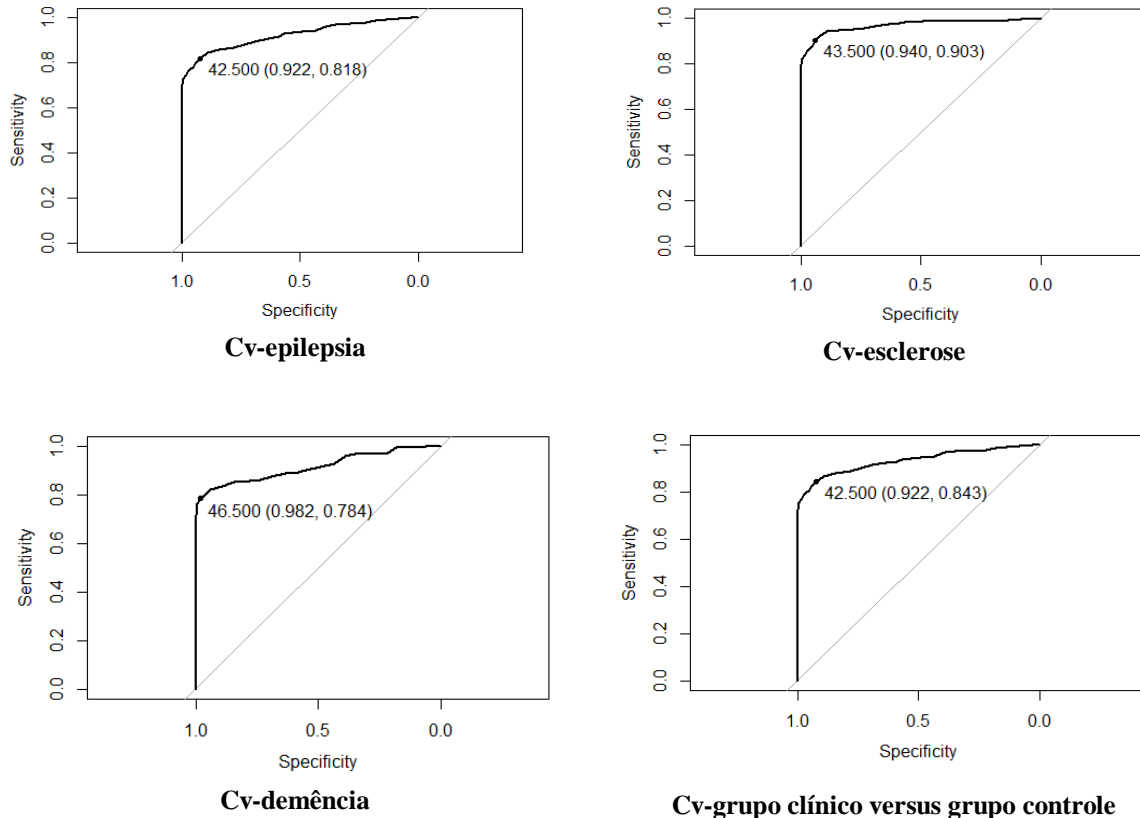 Sensitivity
0.0 0.2 0.4 0.6 0.8 1.0
42.500 (0.922, 0.818)
1.0 0.5 0.0
Specificity
Cv-epilepsia
Sensitivity
0.0 0.2 0.4 0.6 0.8 1.0
43.500 (0.940, 0.903)
1.0 0.5 0.0
Specificity
Cv-esclerose
Sensitivity
0.0 0.2 0.4 0.6 0.8 1.0
46.500 (0.982, 0.784)
1.0 0.5 0.0
Specificity
Cv-demência
Sensitivity
0.0 0.2 0.4 0.6 0.8 1.0
42.500 (0.922, 0.843)
1.0 0.5 0.0
Specificity
Cv-grupo clínico versus grupo controle